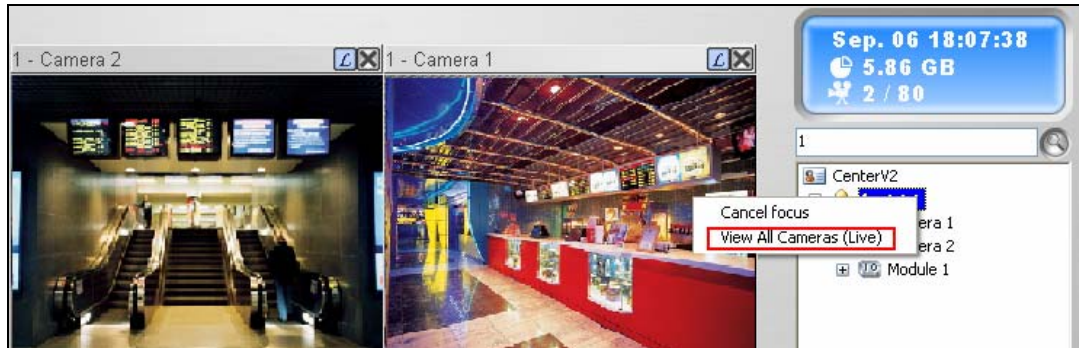 1 - Camera 2
L
1 - Camera 1
L
Sep. 06 18:07:38
5.86 GB
2 / 80
1
CenterV2
Cancel focus
View All Cameras (Live)
era 1
era 2
Module 1